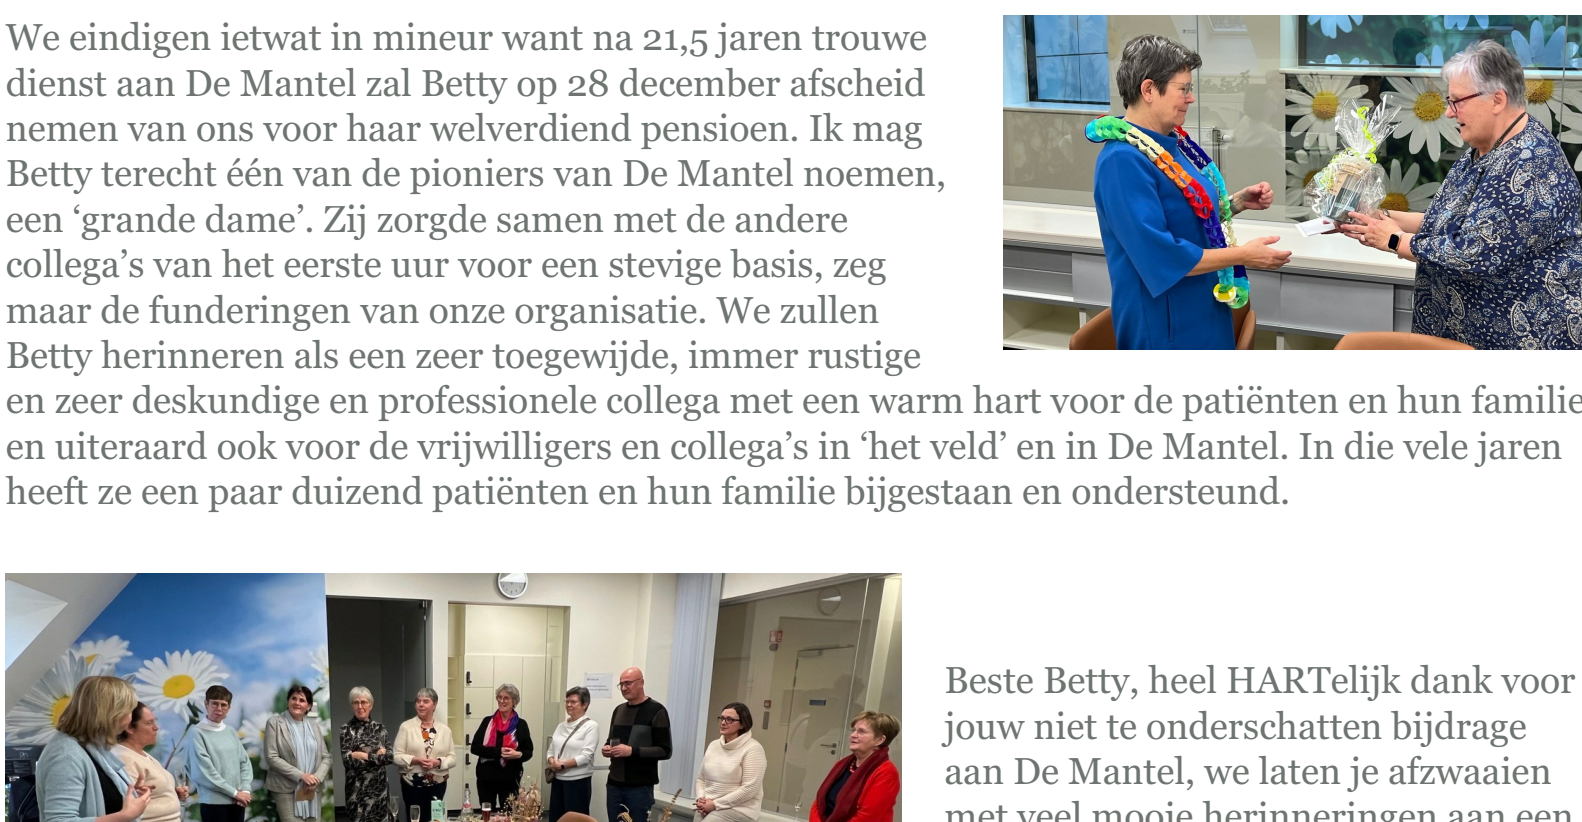 We eindigen ietwat in mineur want na 21,5 jaren trouwe
dienst aan De Mantel zal Betty op 28 december afscheid
nemen van ons voor haar welverdiend pensioen. Ik mag
Betty terecht één van de pioniers van De Mantel noemen,
een ‘grande dame’. Zij zorgde samen met de andere
collega’s van het eerste uur voor een stevige basis, zeg
maar de funderingen van onze organisatie. We zullen
Betty herinneren als een zeer toegewijde, immer rustige
en zeer deskundige en professionele collega met een warm hart voor de patiënten en hun familie
en uiteraard ook voor de vrijwilligers en collega’s in ‘het veld’ en in De Mantel. In die vele jaren
heeft ze een paar duizend patiënten en hun familie bijgestaan en ondersteund.
Beste Betty, heel HARTelijk dank voor
jouw niet te onderschatten bijdrage
aan De Mantel, we laten je afzwaaien
met veel mooie herinneringen aan een